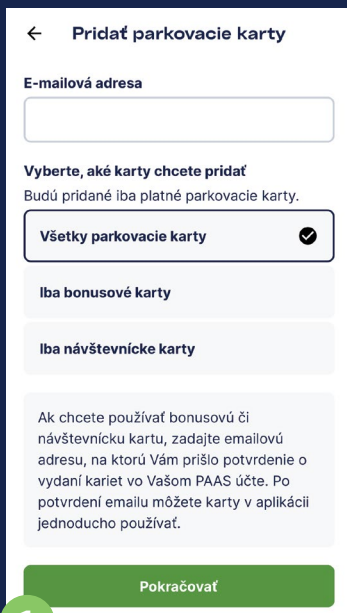 Pridať parkovacie karty
E-mailová adresa
Vyberte, aké karty chcete pridať
Budú pridané iba platné parkovacie karty.
Všetky parkovacie karty
Iba bonusové karty
Iba návštevnícke karty
Ak chcete používať bonusovú či
návštevnícku kartu, zadajte emailovú
adresu, na ktorú Vám prišlo potvrdenie o
vydaní kariet vo Vašom PAAS účte. Po
potvrdení emailu môžete karty v aplikácii
jednoducho používať.
Pokračovať